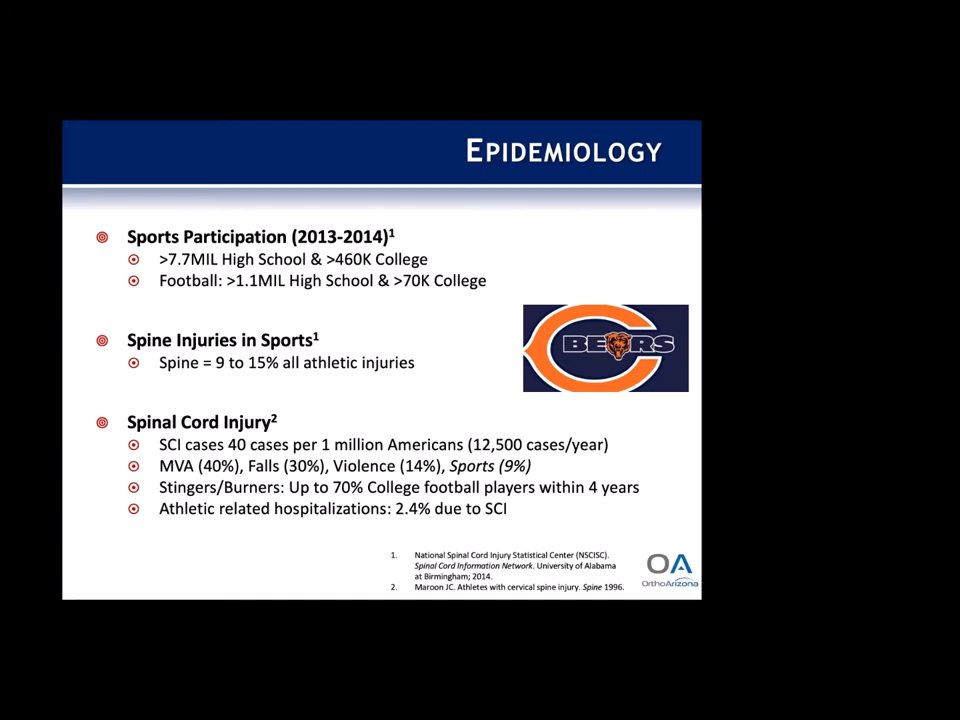 EPIDEMIOLOGY
Sports Participation (2013-2014)1
>7.7MIL High School & >460K College
Football: >1.1MIL High School & >70K College
BEARS
Spine Injuries in Sports1
Spine = 9 to 15% all athletic injuries
Spinal Cord Injury2
SCI cases 40 cases per 1 million Americans (12,500 cases/year)
MVA (40%), Falls (30%), Violence (14%), Sports (9%)
Stingers/Burners: Up to 70% College football players within 4 years
Athletic related hospitalizations: 2.4% due to SCI
1. National Spinal Cord Injury Statistical Center (NSCISC).
Spinal Cord Information Network. University of Alabama
at Birmingham; 2014.
2. Maroon JC. Athletes with cervical spine injury. Spine 1996.
OA
OrthoArizona